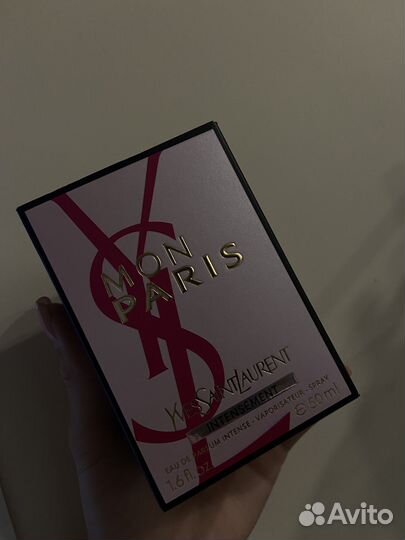 YSL
MON
PARIS
YVES SAINT LAURENT
INTENSÉMENT
EAU DE PARFUM INTENSE - VAPORISATEUR - SPRAY
1.6 fl. oz. ℮ 50 ml
Avito